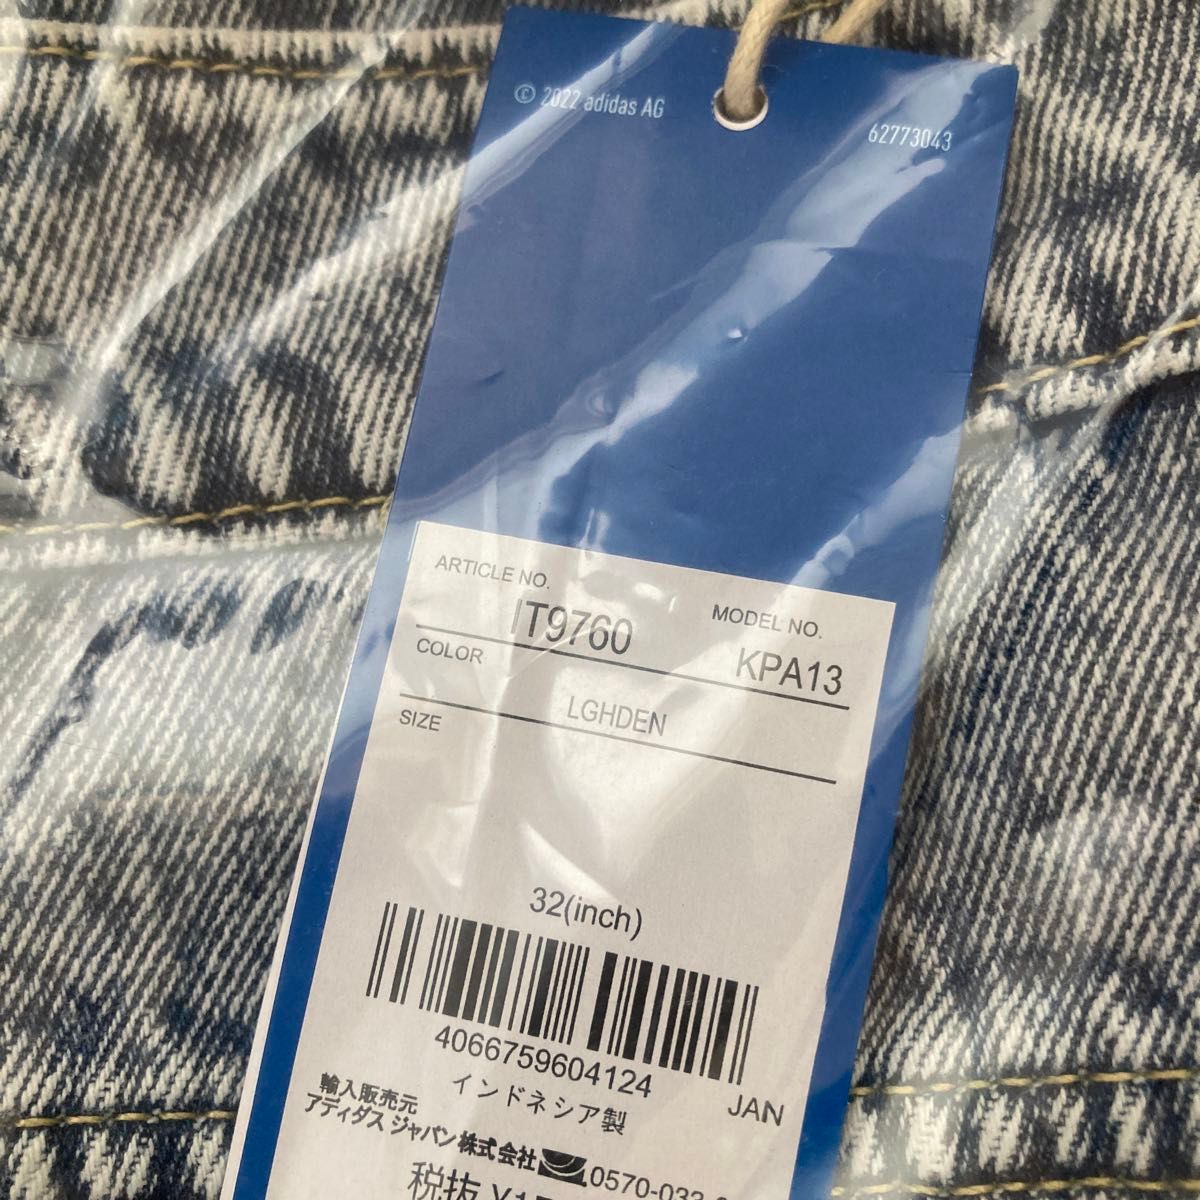 © 2022 adidas AG
62773043
ARTICLE NO.
MODEL NO.
IT9760
KPA13
COLOR
LGHDEN
SIZE
32(inch)
4066759604124
JAN
インドネシア製
輸入販売元
アディダス ジャパン株式会社
0570-033-
税抜